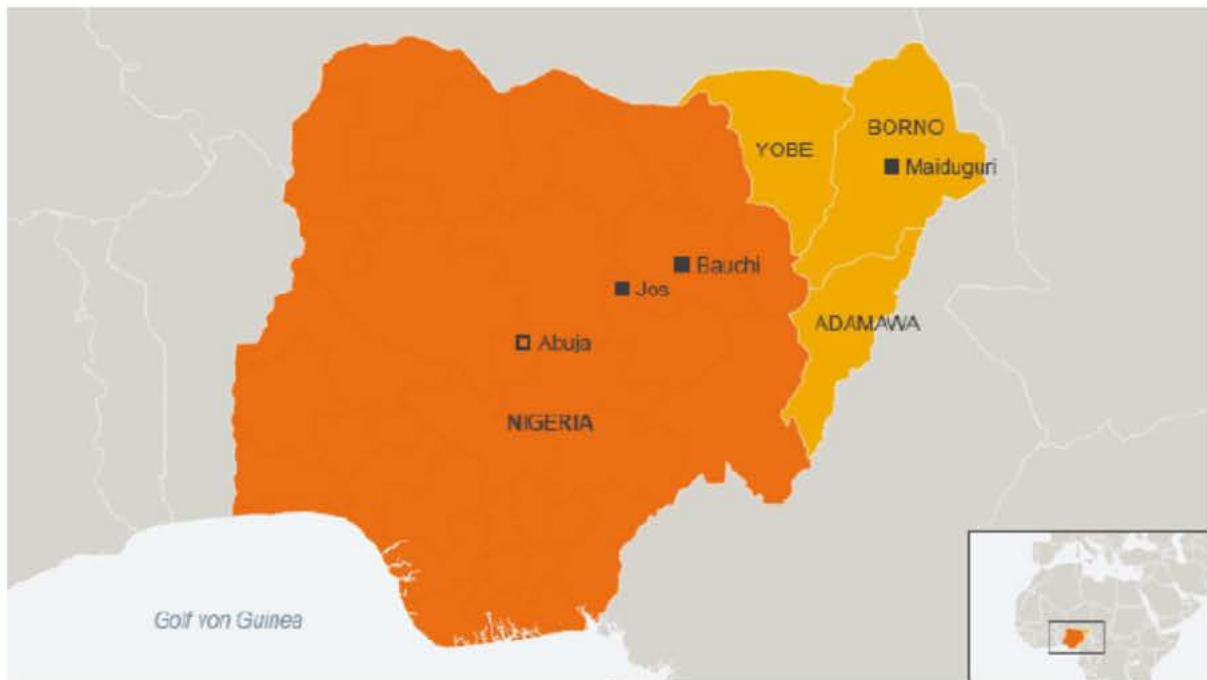 YOBE
BORNO
Maiduguri
Bauchi
Jos
ADAMAWA
Abuja
NIGERIA
Golf von Guinea